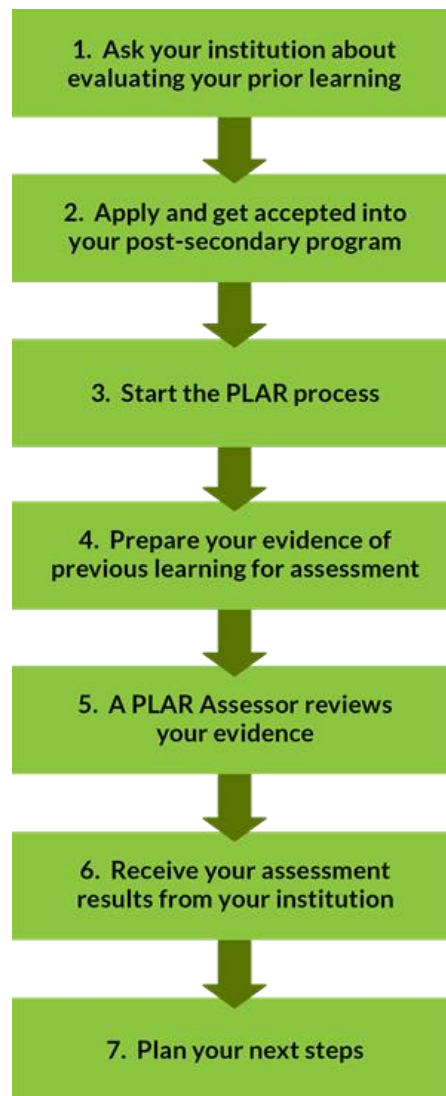 1. Ask your institution about
evaluating your prior learning
2. Apply and get accepted into
your post-secondary program
3. Start the PLAR process
4. Prepare your evidence of
previous learning for assessment
5. A PLAR Assessor reviews
your evidence
6. Receive your assessment
results from your institution
7. Plan your next steps